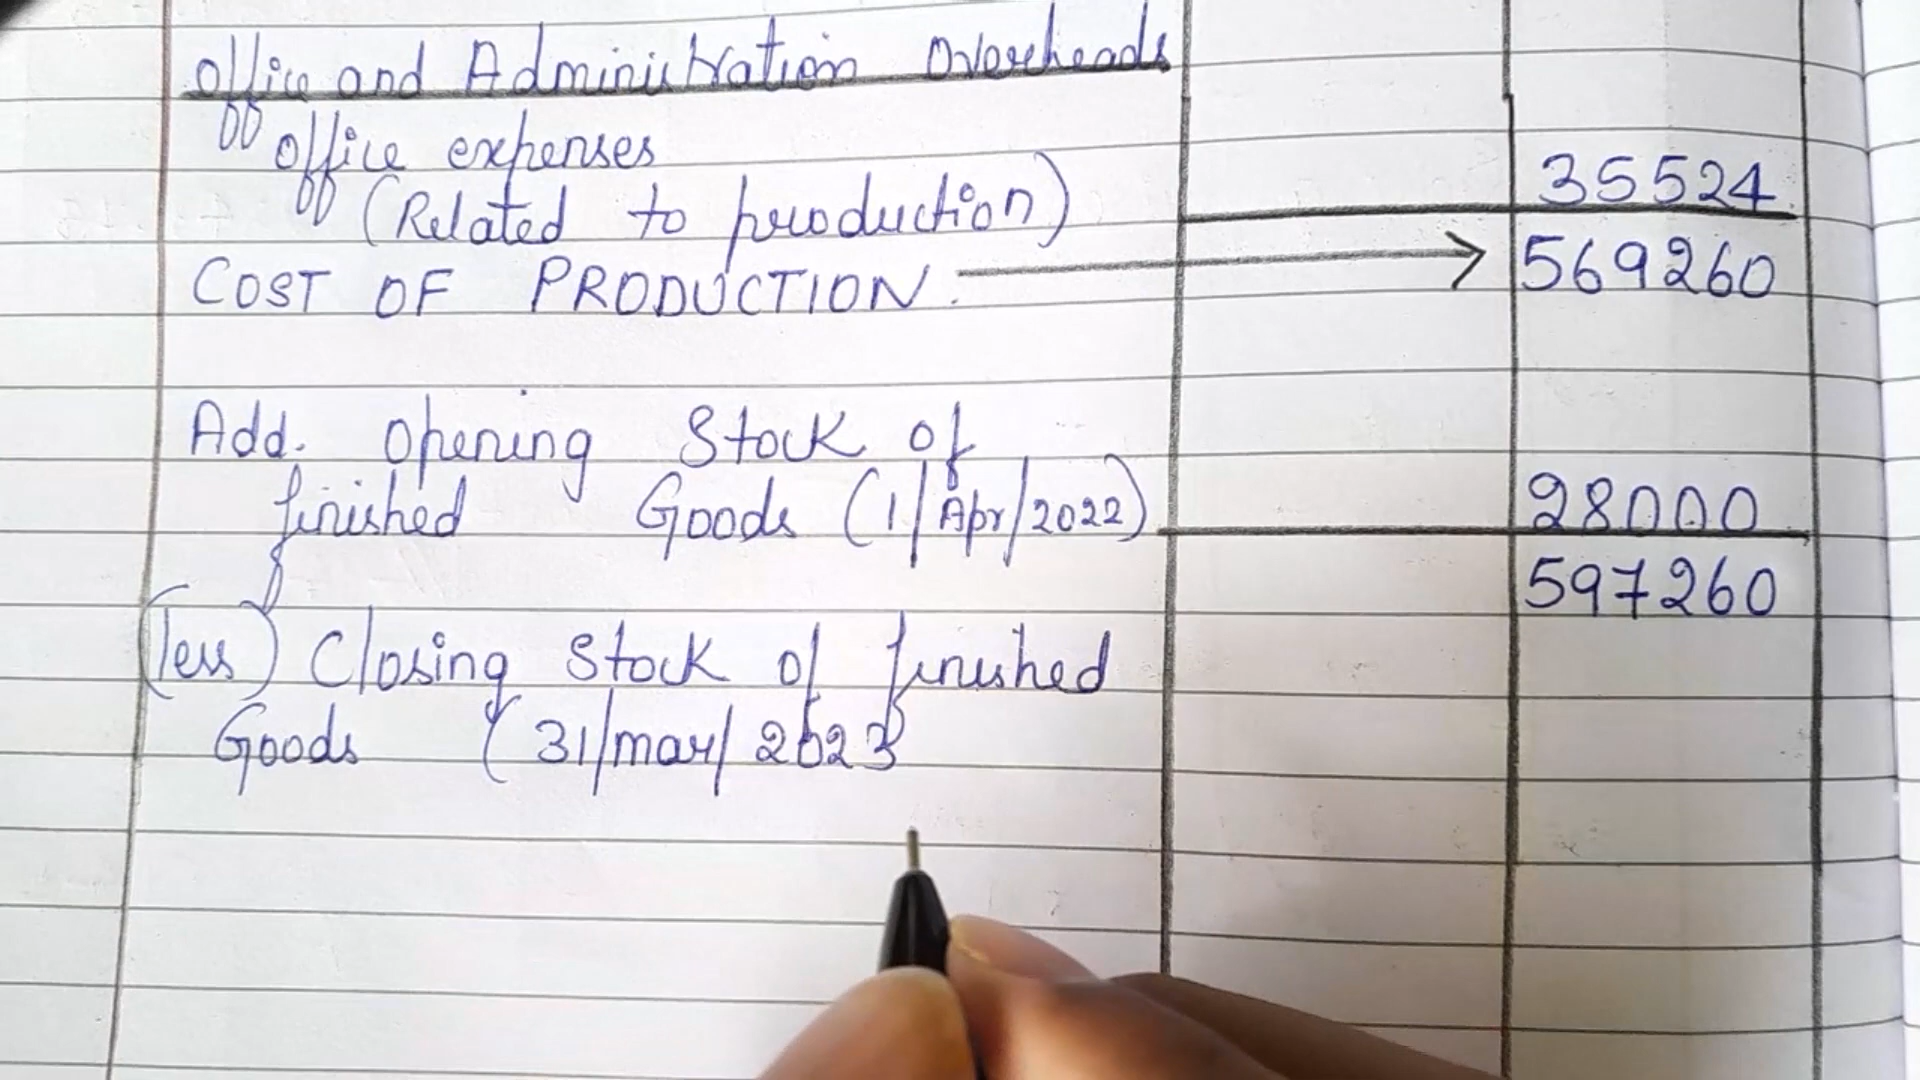 Office and Administration Overheads
Office expenses
(Related to production) 35524
COST OF PRODUCTION. → 569260
Add. Opening Stock of
finished Goods (1/Apr/2022) 28000
597260
(less) Closing Stock of finished
Goods (31/mar/2023